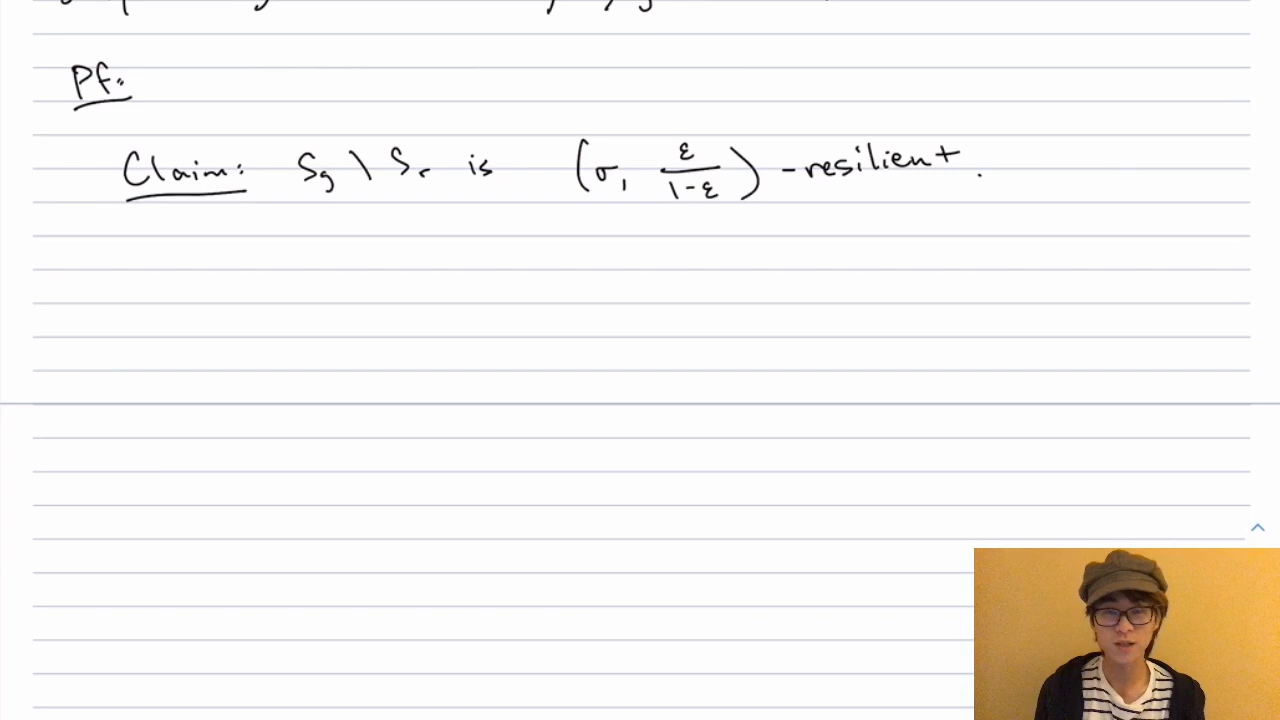 Pf:
Claim: S_g \ S_r is (σ, ε/(1-ε))-resilient.